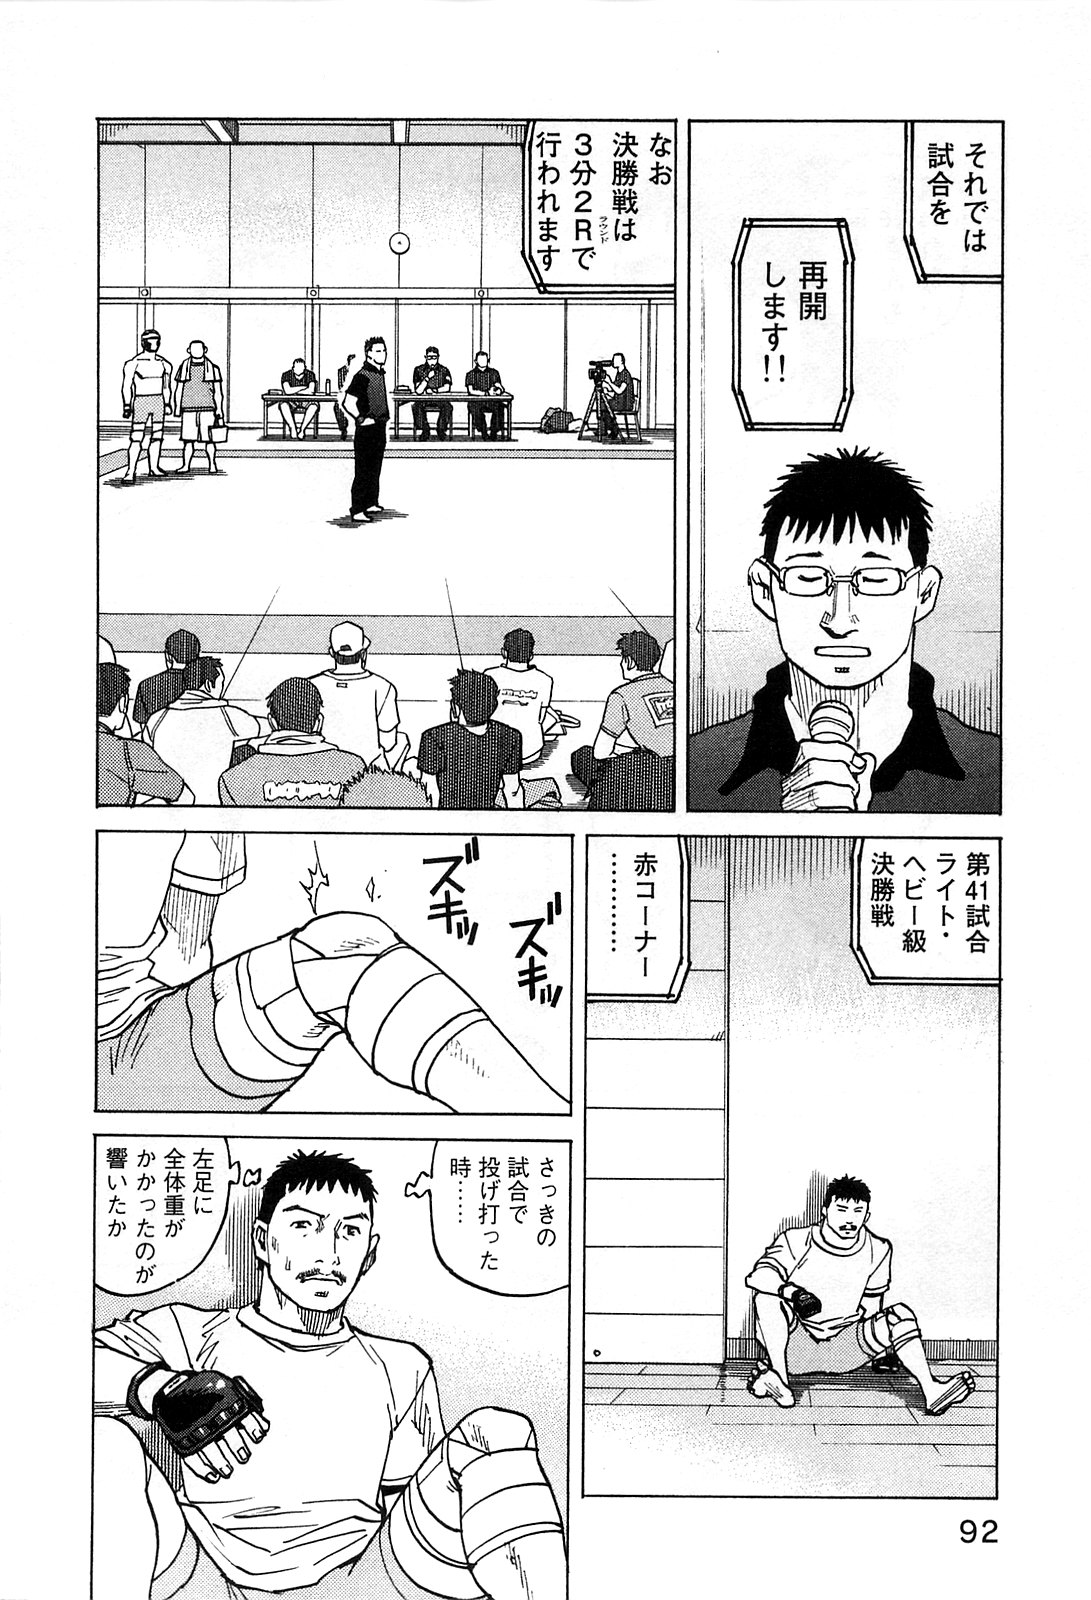 それでは
試合を
再開
します!!
なお
決勝戦は
3分2Rで
ラウンド
行われます
第41試合
ライト・
ヘビー級
決勝戦
赤コーナー
…………
ズキッ
ズキッ
さっきの
試合で
投げ打った
時……
左足に
全体重が
かかったのが
響いたか
92